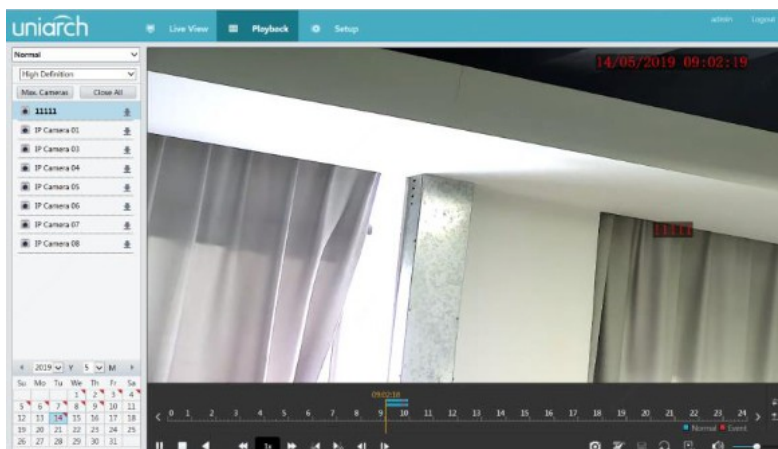 uniarch
Live View
Playback
Setup
admin
Logout
Normal
High Definition
Max. Cameras
Close All
11111
IP Camera 01
IP Camera 03
IP Camera 04
IP Camera 05
IP Camera 06
IP Camera 07
IP Camera 08
14/05/2019 09:02:19
11111
2019 Y 5 M
Su Mo Tu We Th Fr Sa
1 2 3 4
5 6 7 8 9 10 11
12 13 14 15 16 17 18
19 20 21 22 23 24 25
26 27 28 29 30 31
09:02:18
0 1 2 3 4 5 6 7 8 9 10 11 12 13 14 15 16 17 18 19 20 21 22 23 24
Normal Event
1x